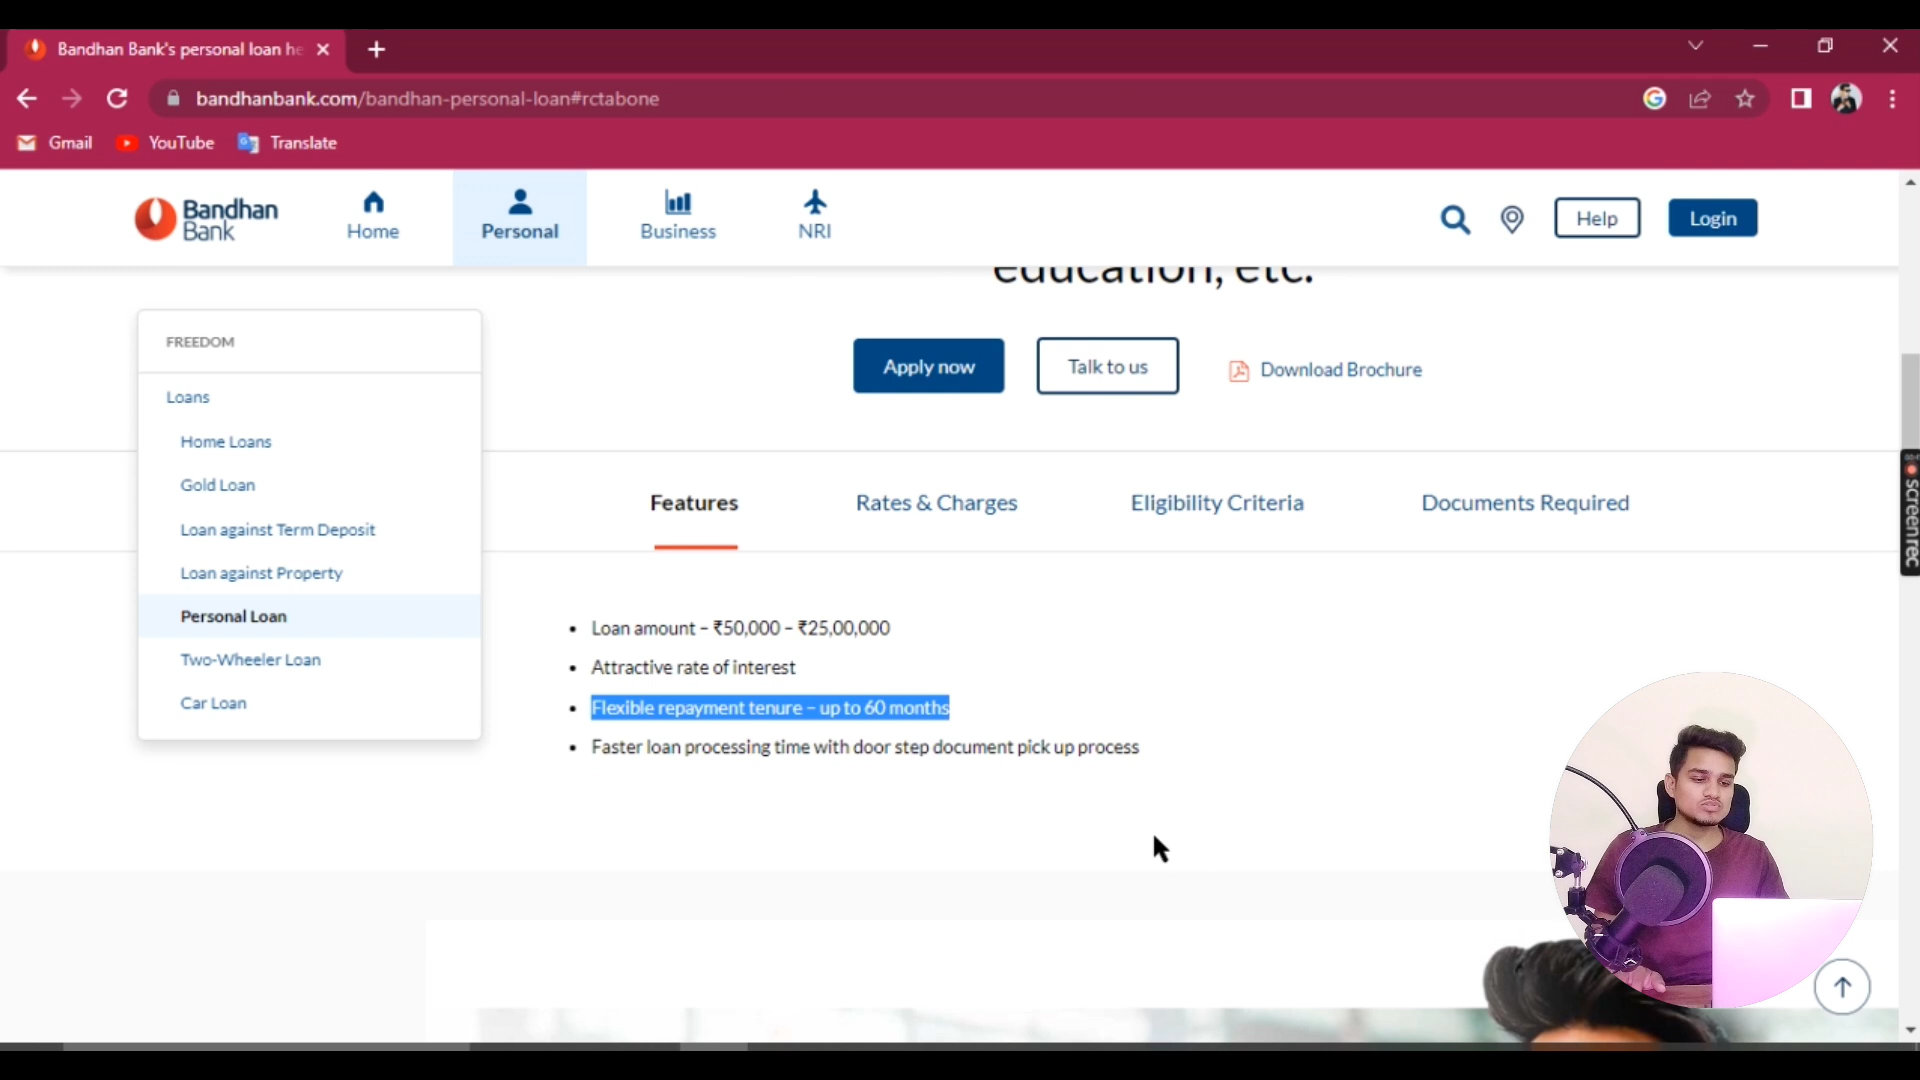 Bandhan Bank's personal loan he
bandhanbank.com/bandhan-personal-loan#rctabone
Gmail
YouTube
Translate
Bandhan
Bank
Home
Personal
Business
NRI
Help
Login
education, etc.
FREEDOM
Loans
Home Loans
Gold Loan
Loan against Term Deposit
Loan against Property
Personal Loan
Two-Wheeler Loan
Car Loan
Apply now
Talk to us
Download Brochure
Features
Rates & Charges
Eligibility Criteria
Documents Required
• Loan amount – ₹50,000 – ₹25,00,000
• Attractive rate of interest
• Flexible repayment tenure – up to 60 months
• Faster loan processing time with door step document pick up process
screenrec